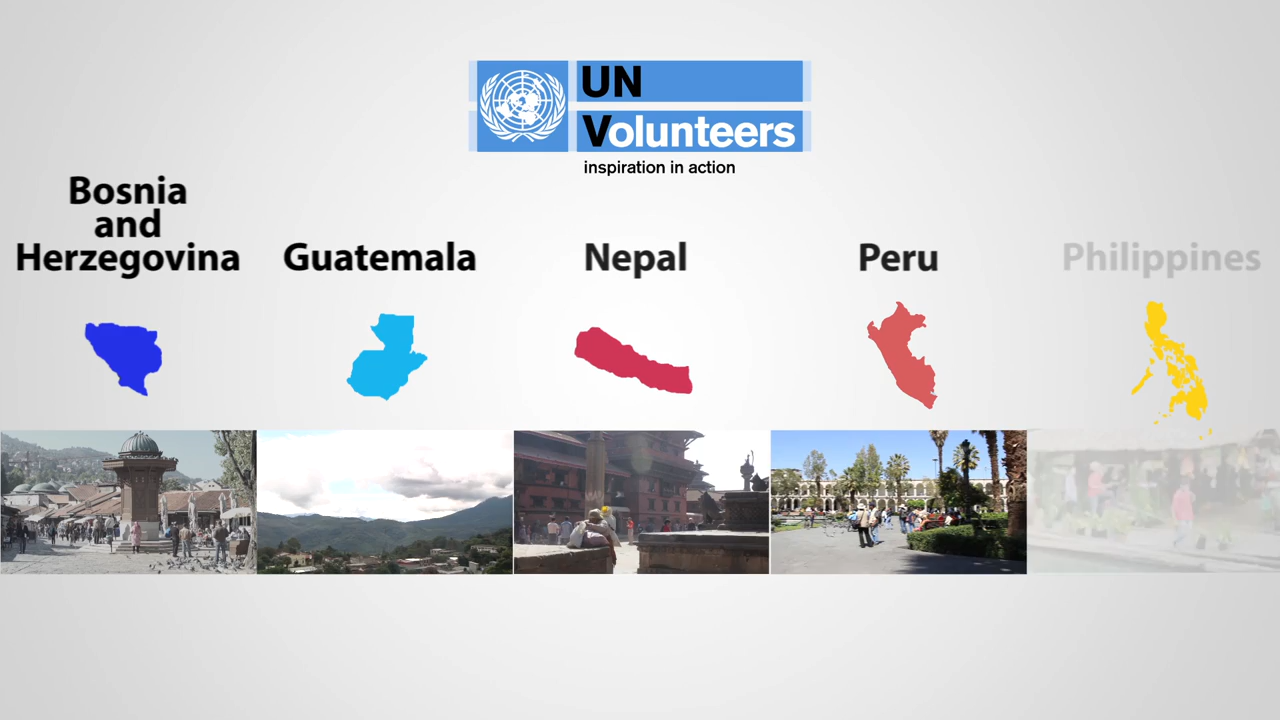 UN
Volunteers
inspiration in action
Bosnia
and
Herzegovina
Guatemala
Nepal
Peru
Philippines